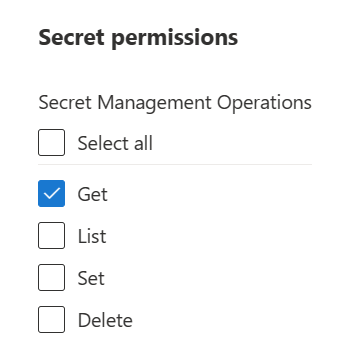 Secret permissions
Secret Management Operations
Select all
Get
List
Set
Delete